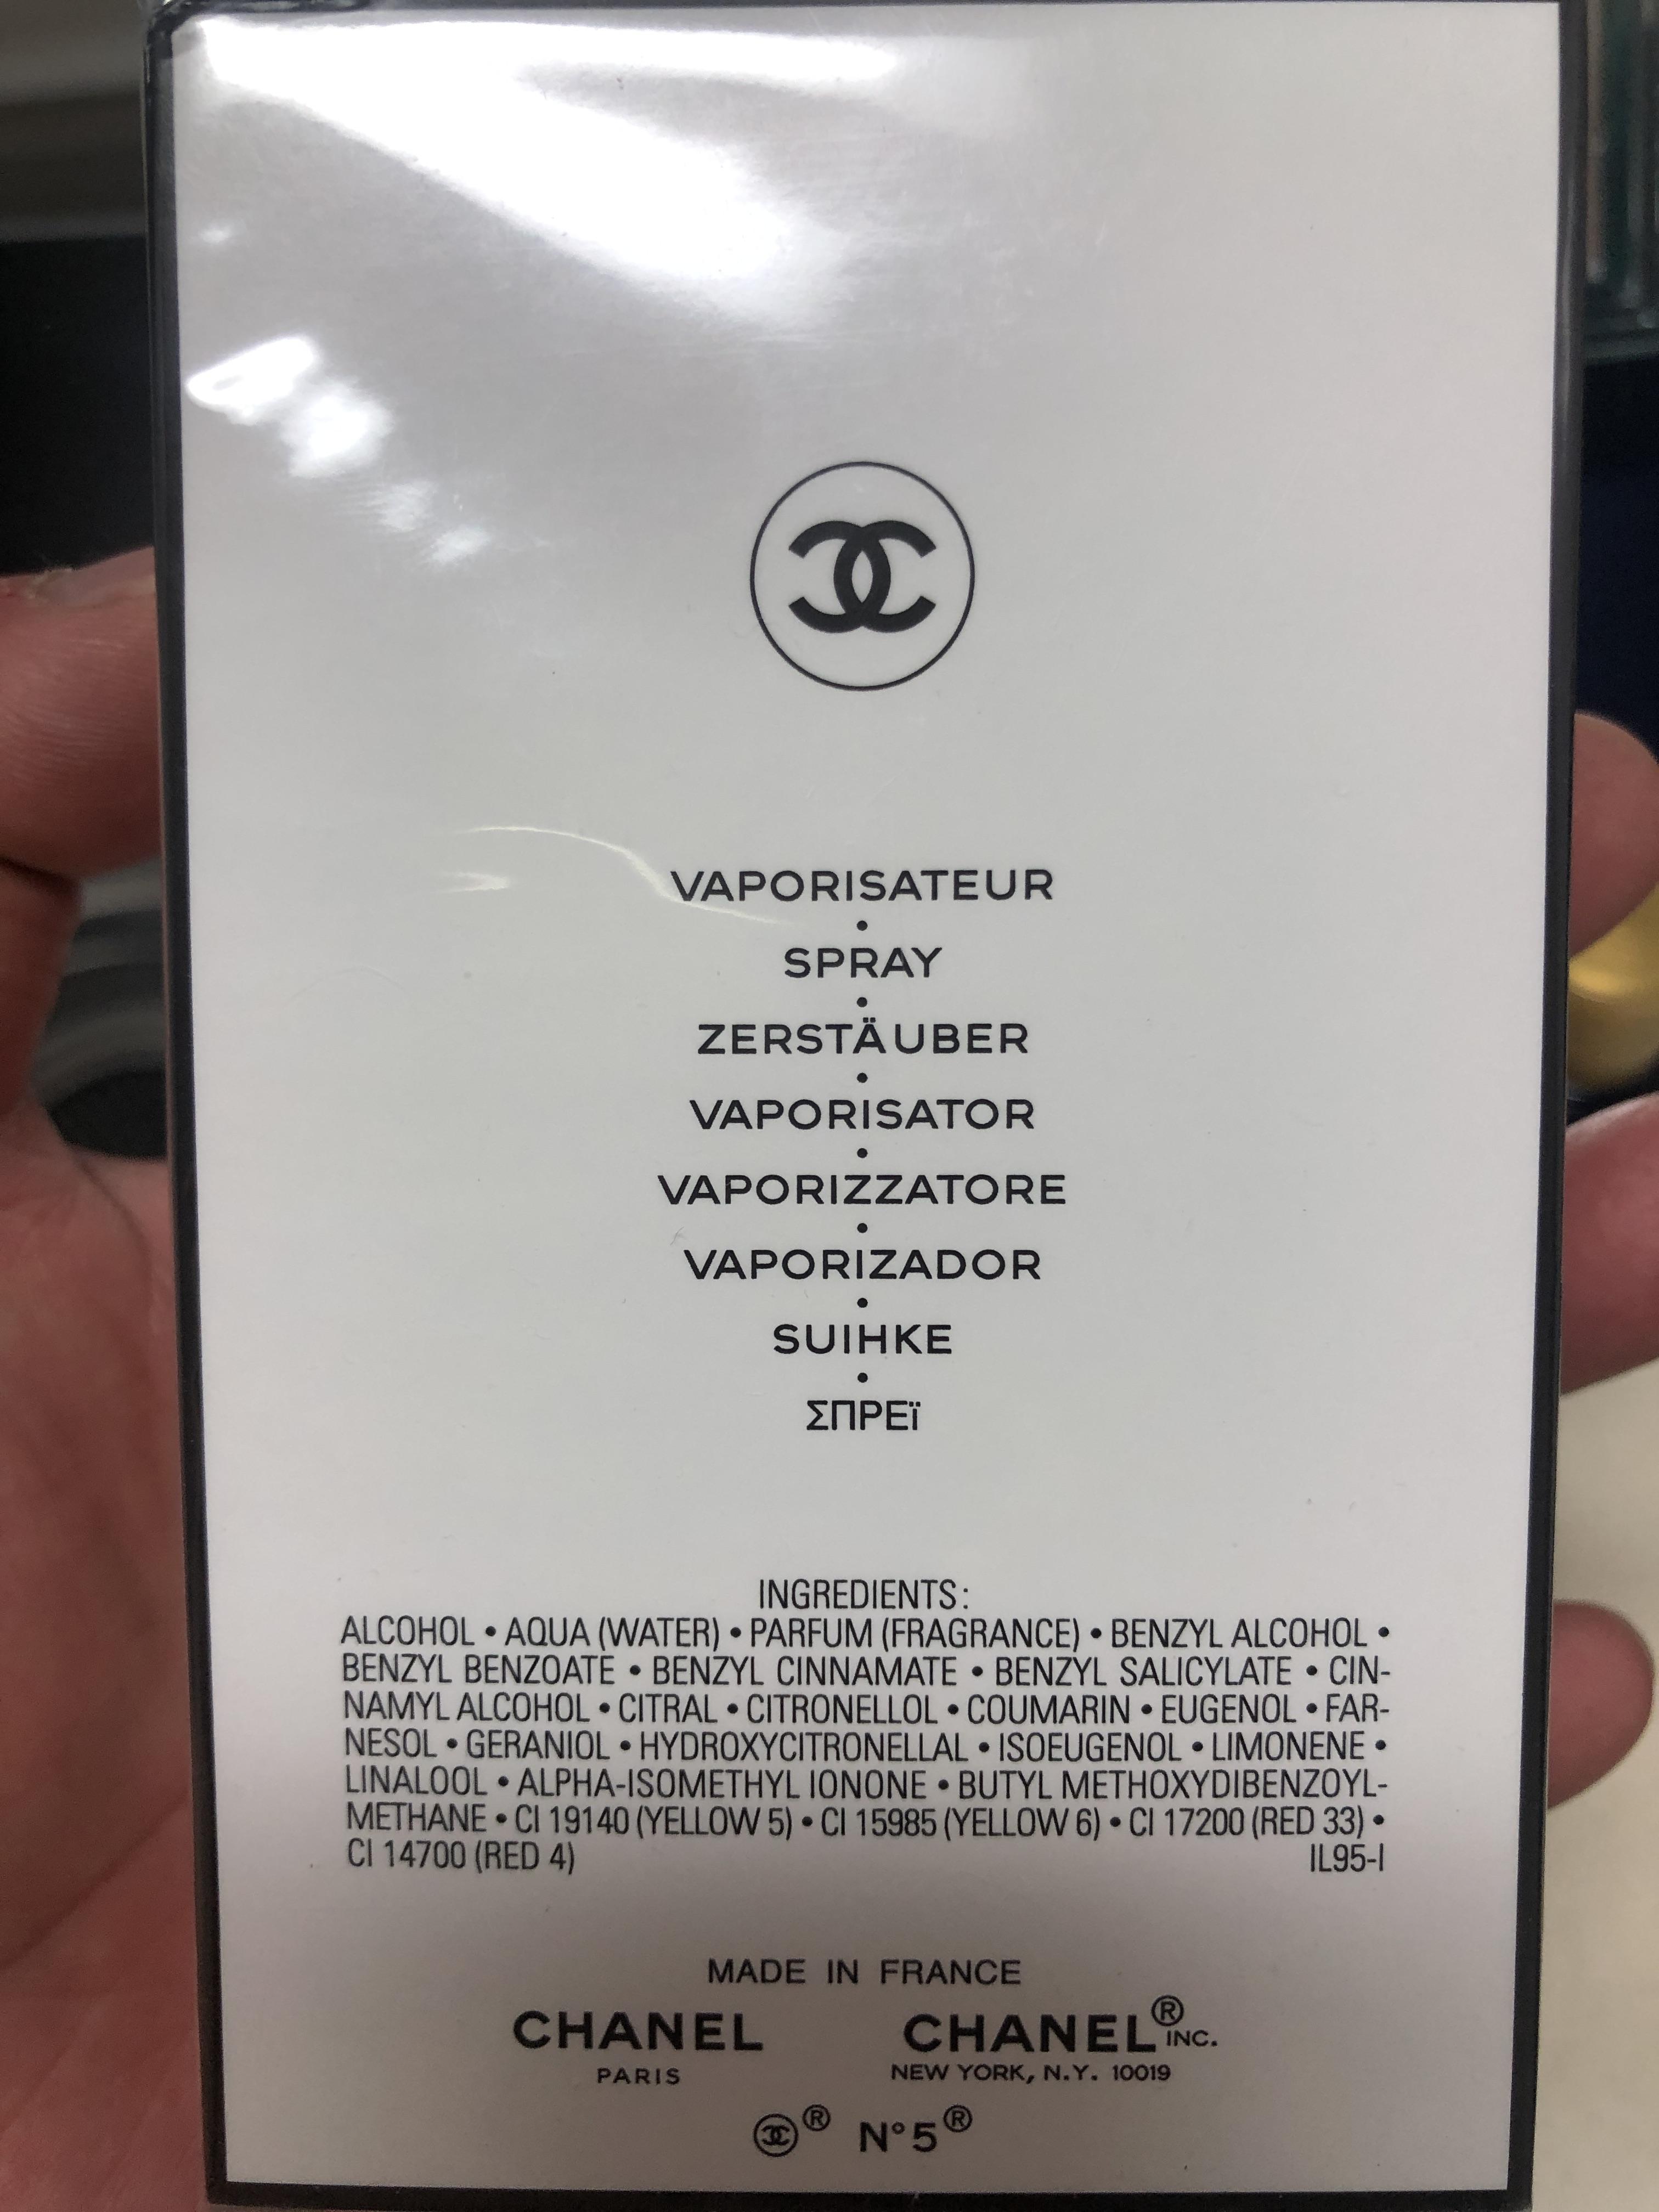 VAPORISATEUR
•
SPRAY
•
ZERSTÄUBER
•
VAPORISATOR
•
VAPORIZZATORE
•
VAPORIZADOR
•
SUIHKE
•
ΣΠΡΕϊ
INGREDIENTS:
ALCOHOL • AQUA (WATER) • PARFUM (FRAGRANCE) • BENZYL ALCOHOL •
BENZYL BENZOATE • BENZYL CINNAMATE • BENZYL SALICYLATE • CIN-
NAMYL ALCOHOL • CITRAL • CITRONELLOL • COUMARIN • EUGENOL • FAR-
NESOL • GERANIOL • HYDROXYCITRONELLAL • ISOEUGENOL • LIMONENE •
LINALOOL • ALPHA-ISOMETHYL IONONE • BUTYL METHOXYDIBENZOYL-
METHANE • CI 19140 (YELLOW 5) • CI 15985 (YELLOW 6) • CI 17200 (RED 33) •
CI 14700 (RED 4) IL95-I
MADE IN FRANCE
CHANEL CHANEL® INC.
PARIS NEW YORK, N.Y. 10019
® N°5®